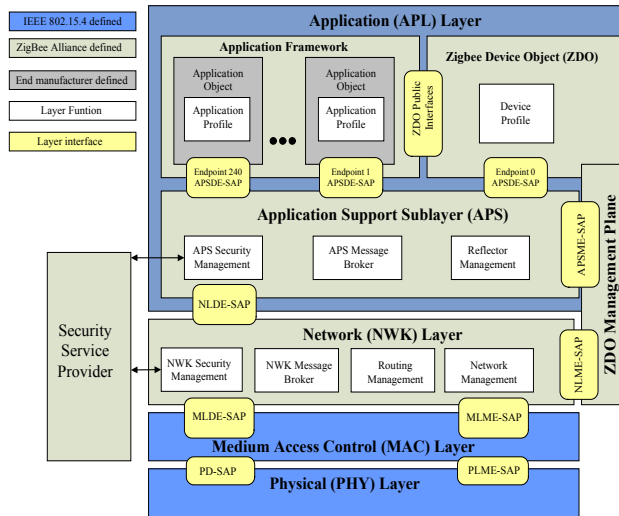 IEEE 802.15.4 defined
ZigBee Alliance defined
End manufacturer defined
Layer Funtion
Layer interface
Application (APL) Layer
Application Framework
Application
Object
Application
Profile
Application
Object
Application
Profile
Zigbee Device Object (ZDO)
ZDO Public
Interfaces
Device
Profile
Endpoint 240
APSDE-SAP
Endpoint 1
APSDE-SAP
Endpoint 0
APSDE-SAP
Application Support Sublayer (APS)
APS Security
Management
APS Message
Broker
Reflector
Management
APSME-SAP
ZDO Management Plane
NLDE-SAP
Security
Service
Provider
Network (NWK) Layer
NWK Security
Management
NWK Message
Broker
Routing
Management
Network
Management
NLME-SAP
MLDE-SAP
MLME-SAP
Medium Access Control (MAC) Layer
PD-SAP
PLME-SAP
Physical (PHY) Layer